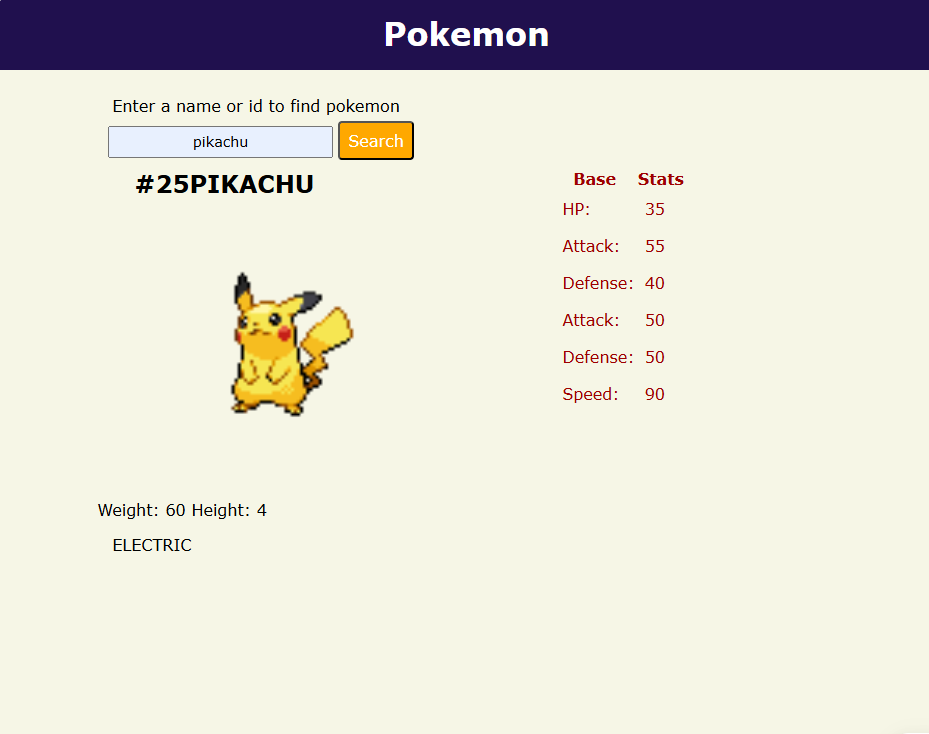 Pokemon
Enter a name or id to find pokemon
pikachu Search
#25PIKACHU
Base Stats
HP: 35
Attack: 55
Defense: 40
Attack: 50
Defense: 50
Speed: 90
Weight: 60 Height: 4
ELECTRIC